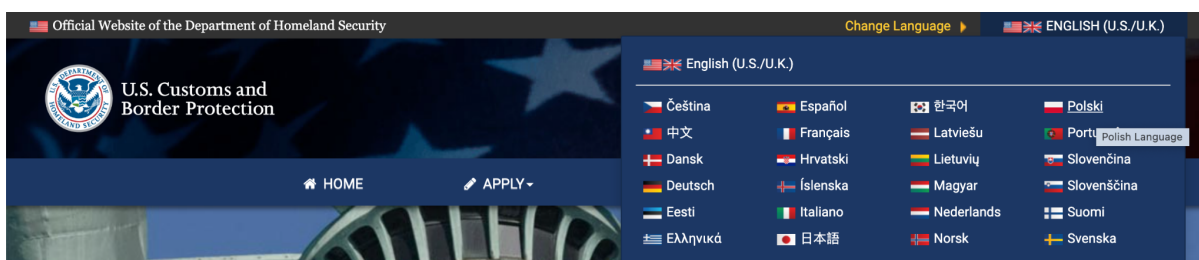 Official Website of the Department of Homeland Security
Change Language
ENGLISH (U.S./U.K.)
U.S. Customs and
Border Protection
HOME
APPLY
English (U.S./U.K.)
Čeština Español 한국어 Polski
中文 Français Latviešu
Polish Language
Dansk Hrvatski Lietuvių Slovenčina
Deutsch Íslenska Magyar Slovenščina
Eesti Italiano Nederlands Suomi
Ελληνικά 日本語 Norsk Svenska